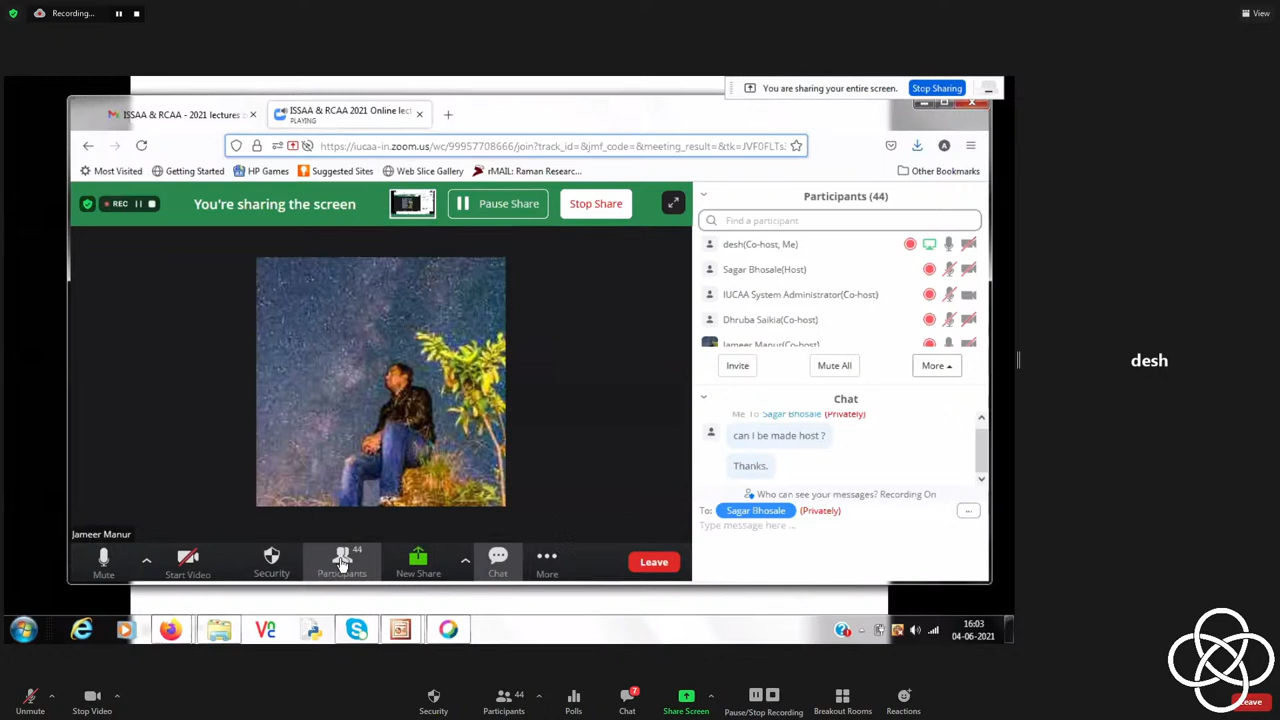 Recording...
View
You are sharing your entire screen.
Stop Sharing
ISSAA & RCAA - 2021 lectures
ISSAA & RCAA 2021 Online lect
PLAYING
https://iucaa-in.zoom.us/wc/99957708666/join?track_id=&jmf_code=&meeting_result=&tk=JVF0FLTs
Most Visited
Getting Started
HP Games
Suggested Sites
Web Slice Gallery
rMAIL: Raman Researc...
Other Bookmarks
REC
You're sharing the screen
Pause Share
Stop Share
Participants (44)
Find a participant
desh(Co-host, Me)
Sagar Bhosale(Host)
IUCAA System Administrator(Co-host)
Dhruba Saikia(Co-host)
Jameer Manur(Co-host)
Invite
Mute All
More
desh
Chat
Me To Sagar Bhosale (Privately)
can I be made host ?
Thanks.
Who can see your messages? Recording On
To: Sagar Bhosale (Privately)
...
Type message here ...
Jameer Manur
Mute
Start Video
Security
44
Participants
New Share
Chat
More
Leave
16:03
04-06-2021
Unmute
Stop Video
Security
Participants
44
Polls
Chat
7
Share Screen
Pause/Stop Recording
Breakout Rooms
Reactions
Leave